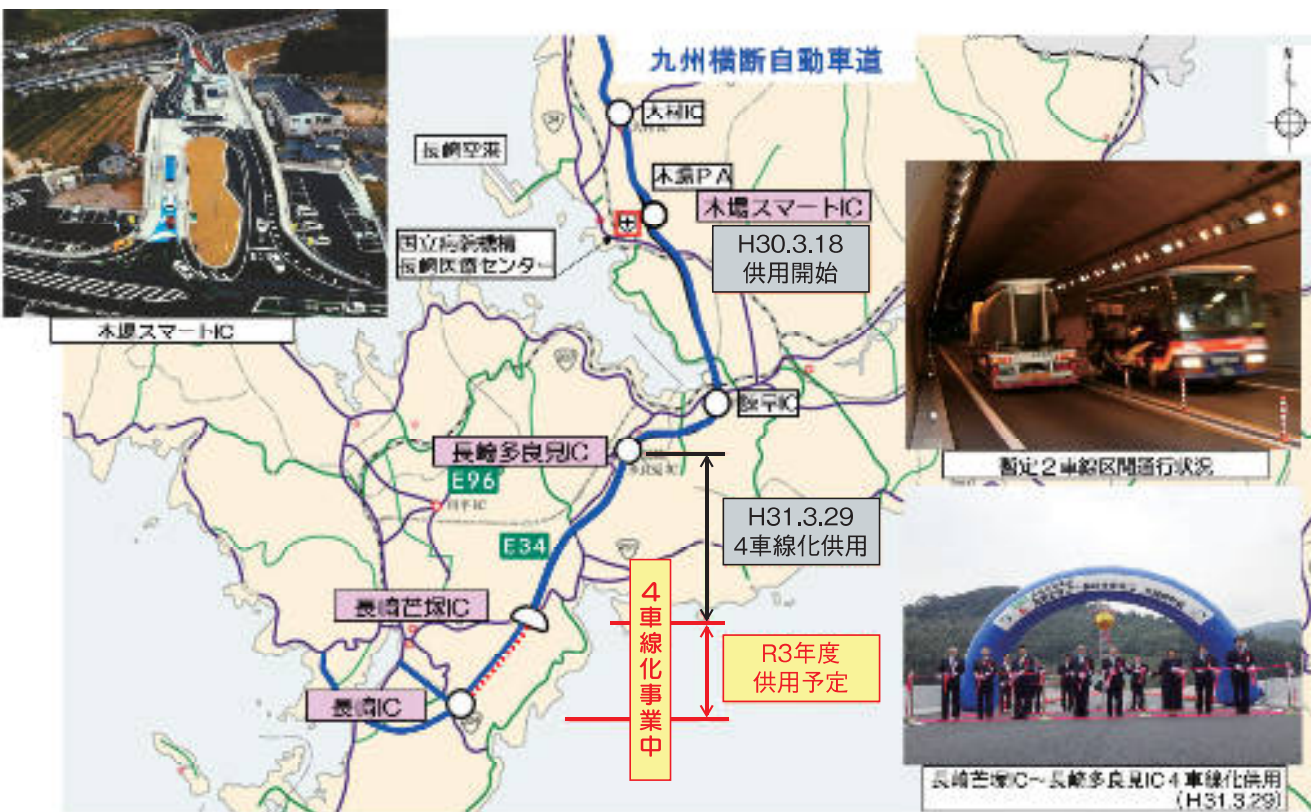 九州横断自動車道
大村IC
長崎空港
木場PA
木場スマートIC
H30.3.18
供用開始
国立病院機構
長崎医療センター
木場スマートIC
諫早IC
暫定2車線区間通行状況
長崎多良見IC
E96
H31.3.29
4車線化供用
E34
4車線化事業中
長崎芒塚IC
R3年度
供用予定
長崎IC
長崎芒塚IC～長崎多良見IC4車線化供用
(H31.3.29)
N
34